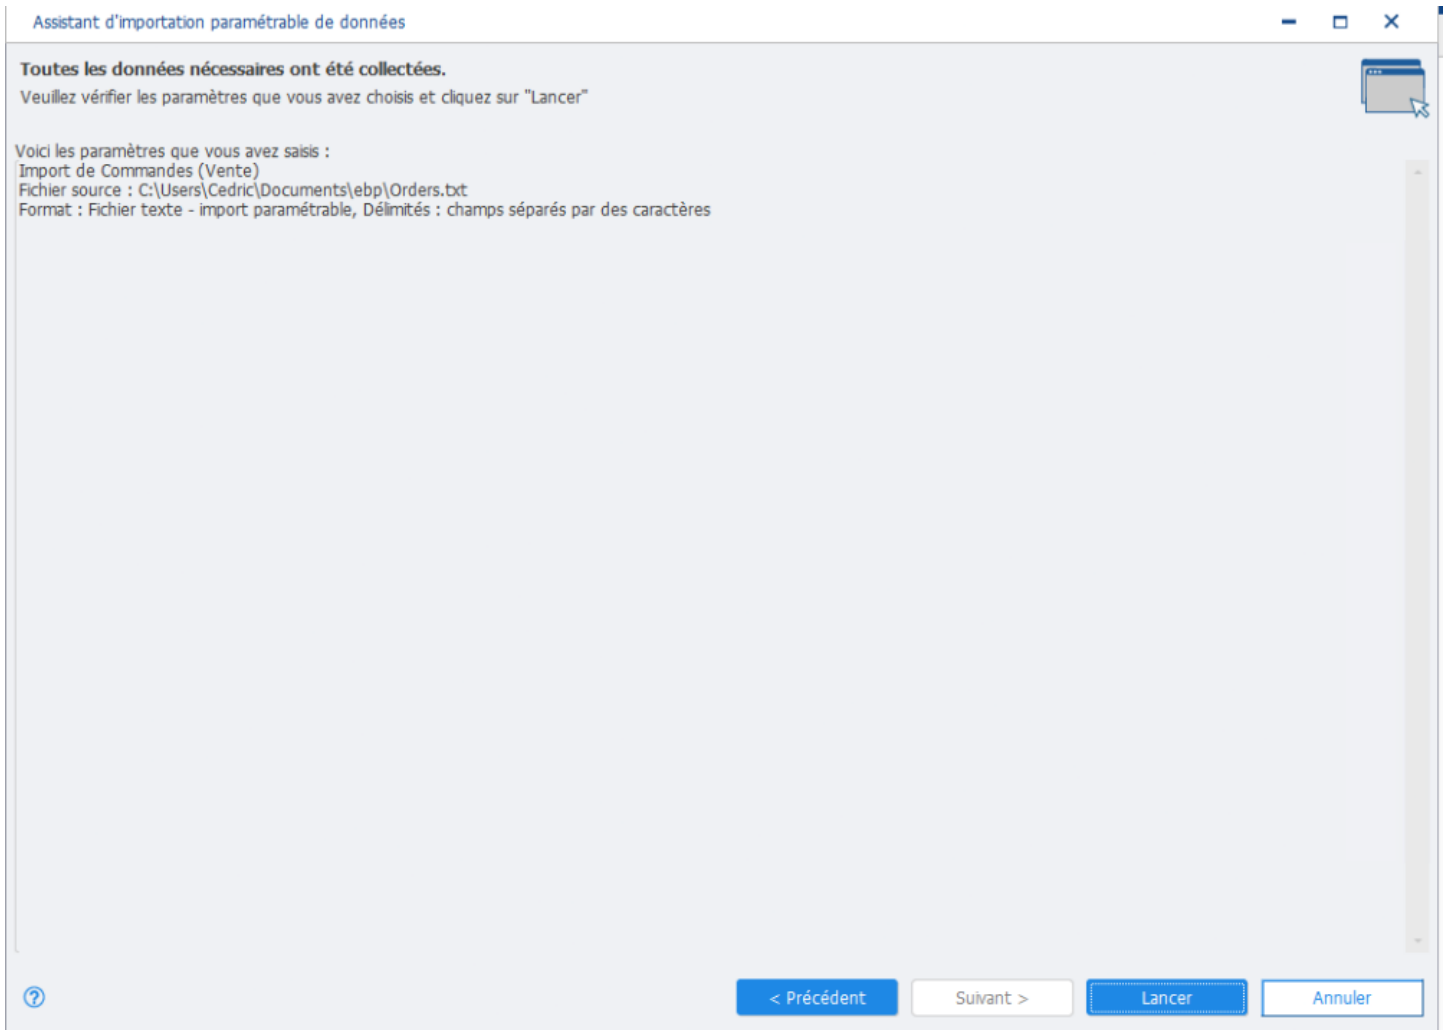 Assistant d'importation paramétrable de données
Toutes les données nécessaires ont été collectées.
Veuillez vérifier les paramètres que vous avez choisis et cliquez sur "Lancer"
Voici les paramètres que vous avez saisis :
Import de Commandes (Vente)
Fichier source : C:\Users\Cedric\Documents\ebp\Orders.txt
Format : Fichier texte - import paramétrable, Délimités : champs séparés par des caractères
? < Précédent Suivant > Lancer Annuler